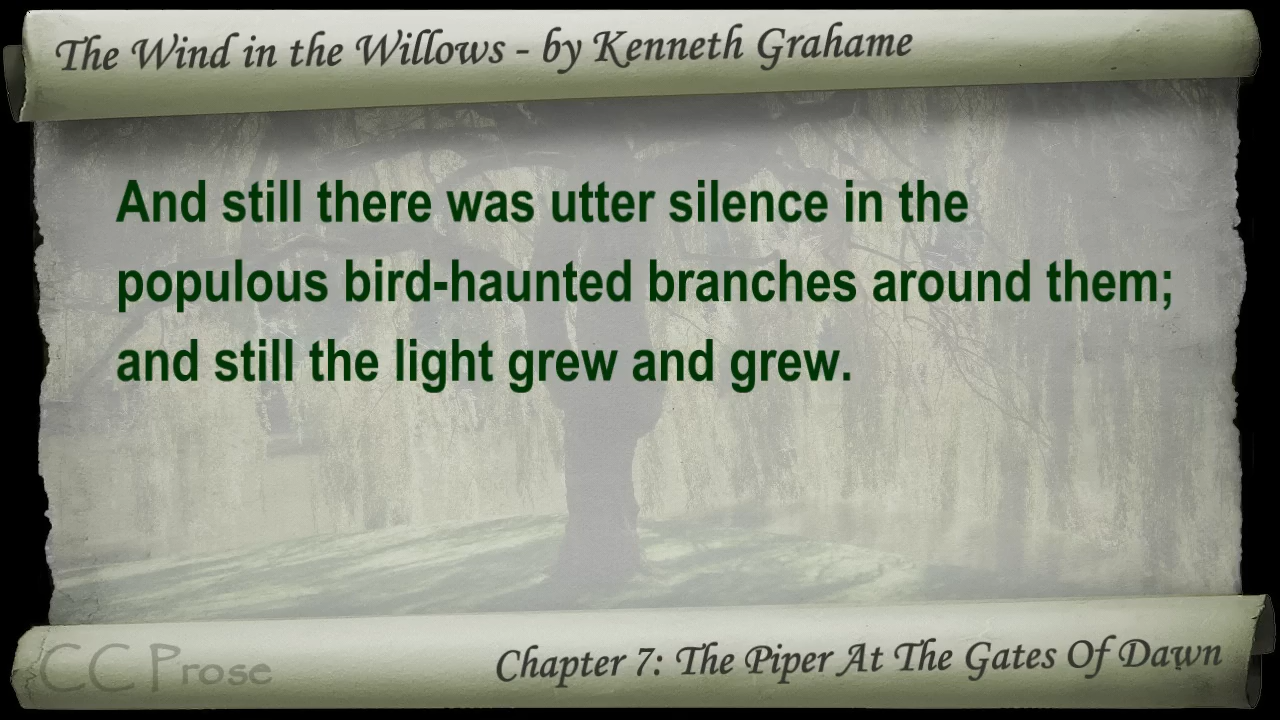 The Wind in the Willows - by Kenneth Grahame
And still there was utter silence in the
populous bird-haunted branches around them;
and still the light grew and grew.
CC Prose
Chapter 7: The Piper At The Gates Of Dawn